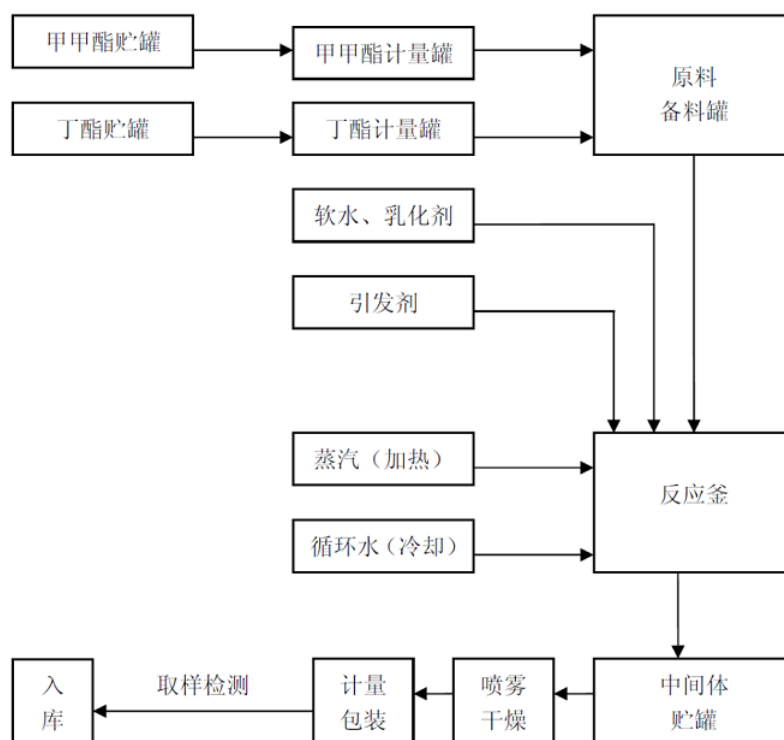 甲甲酯贮罐
甲甲酯计量罐
原料
备料罐
丁酯贮罐
丁酯计量罐
软水、乳化剂
引发剂
蒸汽（加热）
反应釜
循环水（冷却）
入
库
取样检测
计量
包装
喷雾
干燥
中间体
贮罐